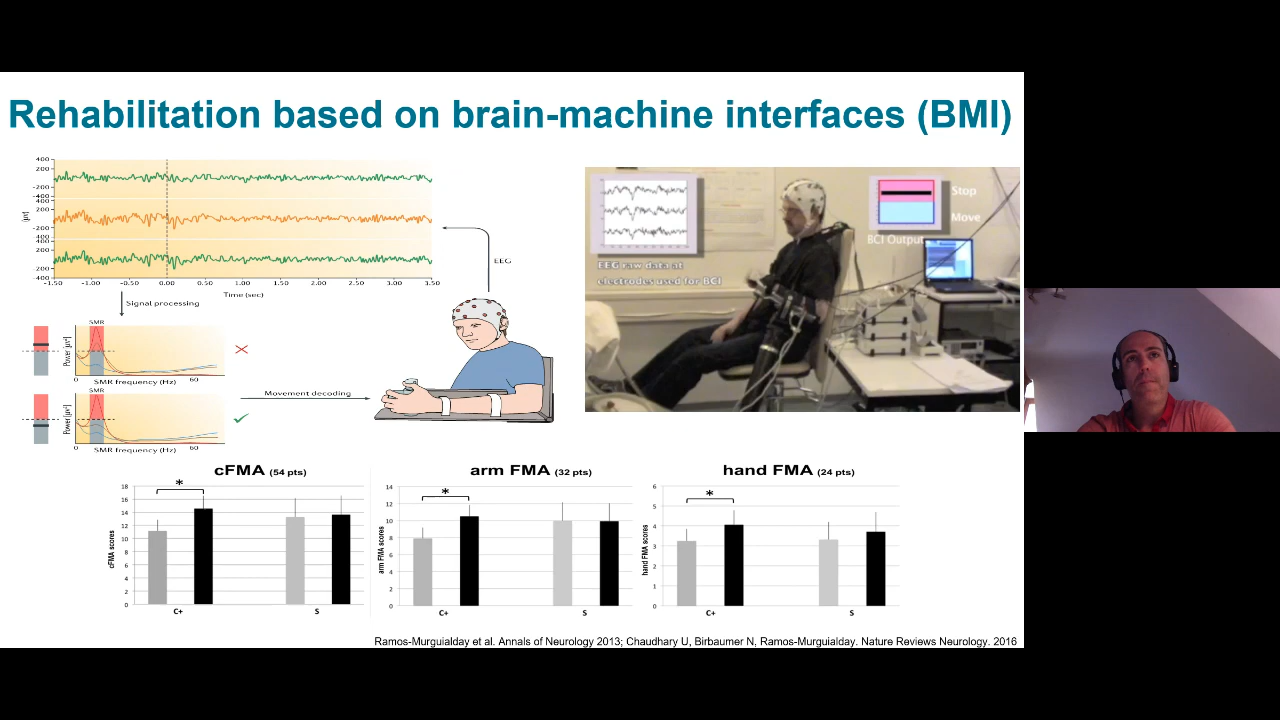 Rehabilitation based on brain-machine interfaces (BMI)
400
200
-200
-400
400
200
-200
400
200
200
-400
[µv]
-1.50 -1.00 -0.50 0.00 0.50 1.00 1.50 2.00 2.50 3.00 3.50
Time (sec)
EEG
Signal processing
SMR
Power [µv²]
SMR frequency (Hz) 60
Movement decoding
SMR
Power [µv²]
SMR frequency (Hz) 60
EEG raw data at
electrodes used for BCI
Stop
Move
BCI Output
cFMA (54 pts)
*
18
16
14
12
10
8
6
4
2
0
cFMA scores
C+ S
arm FMA (32 pts)
*
14
12
10
8
6
4
2
0
arm FMA scores
C+ S
hand FMA (24 pts)
*
6
5
4
3
2
1
0
hand FMA scores
C+ S
Ramos-Murguialday et al. Annals of Neurology 2013; Chaudhary U, Birbaumer N, Ramos-Murguialday. Nature Reviews Neurology. 2016